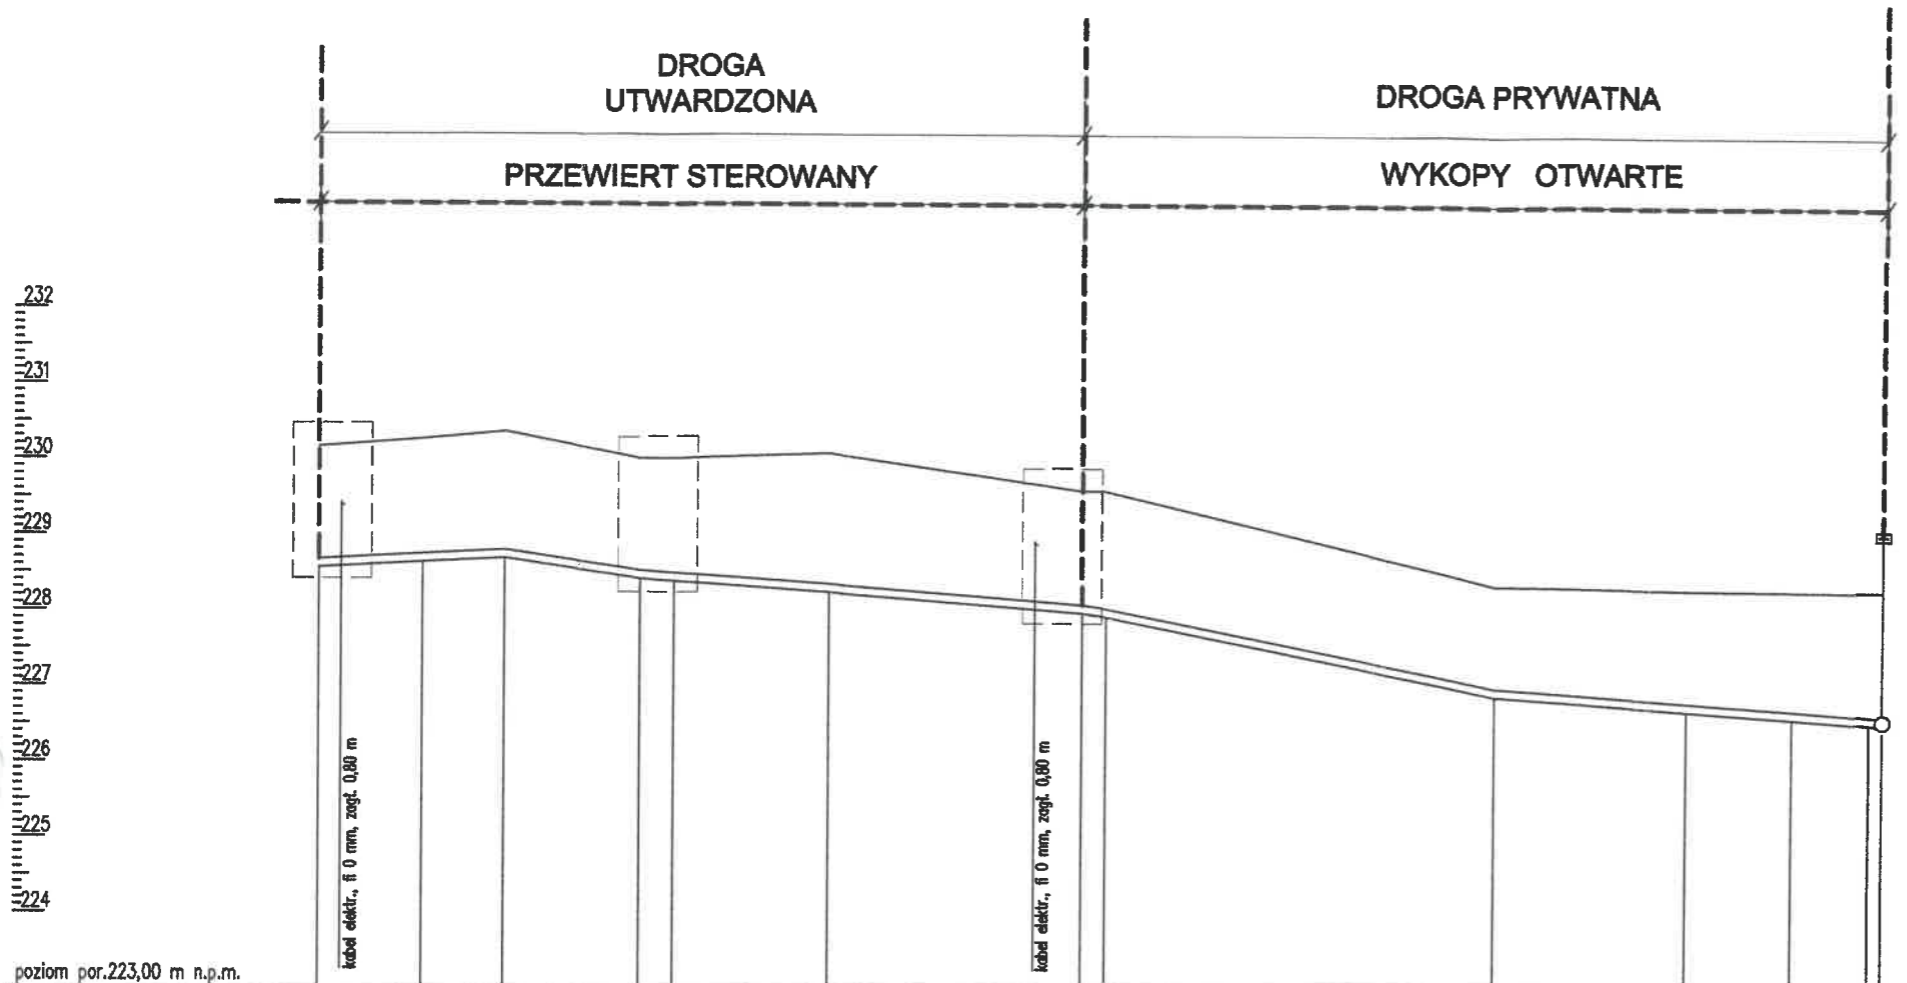 DROGA
UTWARDZONA
DROGA PRYWATNA
PRZEWIERT STEROWANY
WYKOPY OTWARTE
232
231
230
229
228
227
226
225
224
kabel elektr., fi 0 mm, zagł. 0,80 m
kabel elektr., fi 0 mm, zagł. 0,80 m
poziom por.223,00 m n.p.m.